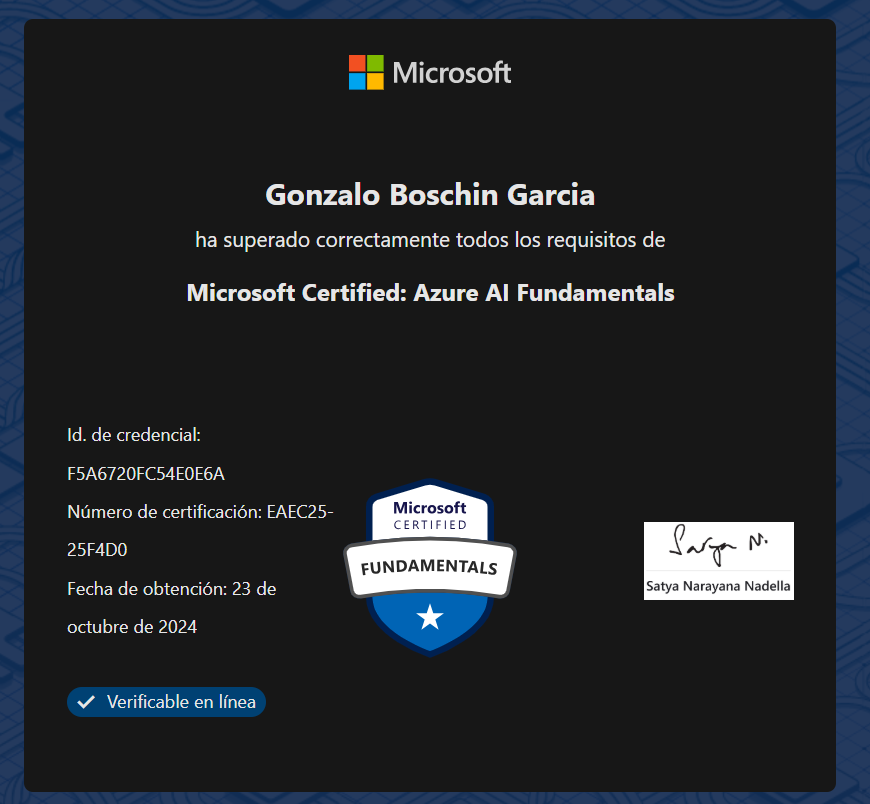 Microsoft
Gonzalo Boschin Garcia
ha superado correctamente todos los requisitos de
Microsoft Certified: Azure AI Fundamentals
Id. de credencial:
F5A6720FC54E0E6A
Número de certificación: EAEC25-
25F4D0
Fecha de obtención: 23 de
octubre de 2024
Verificable en línea
Microsoft
CERTIFIED
FUNDAMENTALS
Satya N.
Satya Narayana Nadella